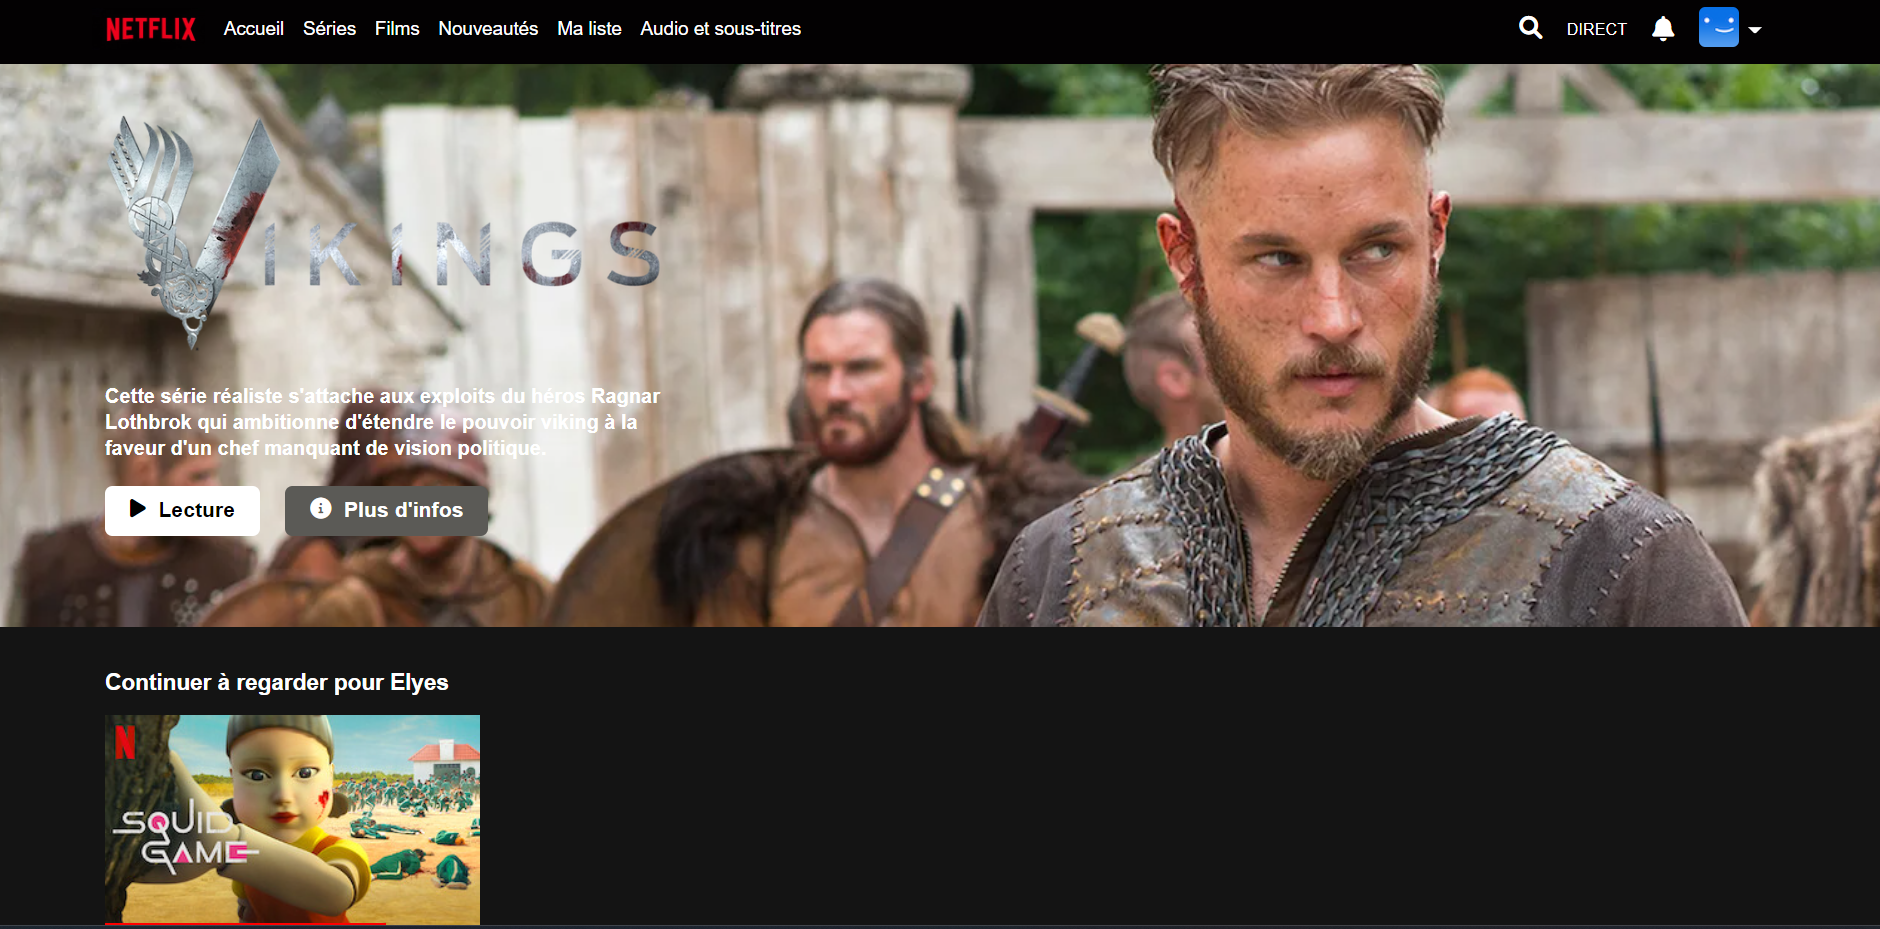 NETFLIX Accueil Séries Films Nouveautés Ma liste Audio et sous-titres DIRECT
VIKINGS
Cette série réaliste s'attache aux exploits du héros Ragnar
Lothbrok qui ambitionne d'étendre le pouvoir viking à la
faveur d'un chef manquant de vision politique.
Lecture Plus d'infos
Continuer à regarder pour Elyes
N
SQUID
GAME